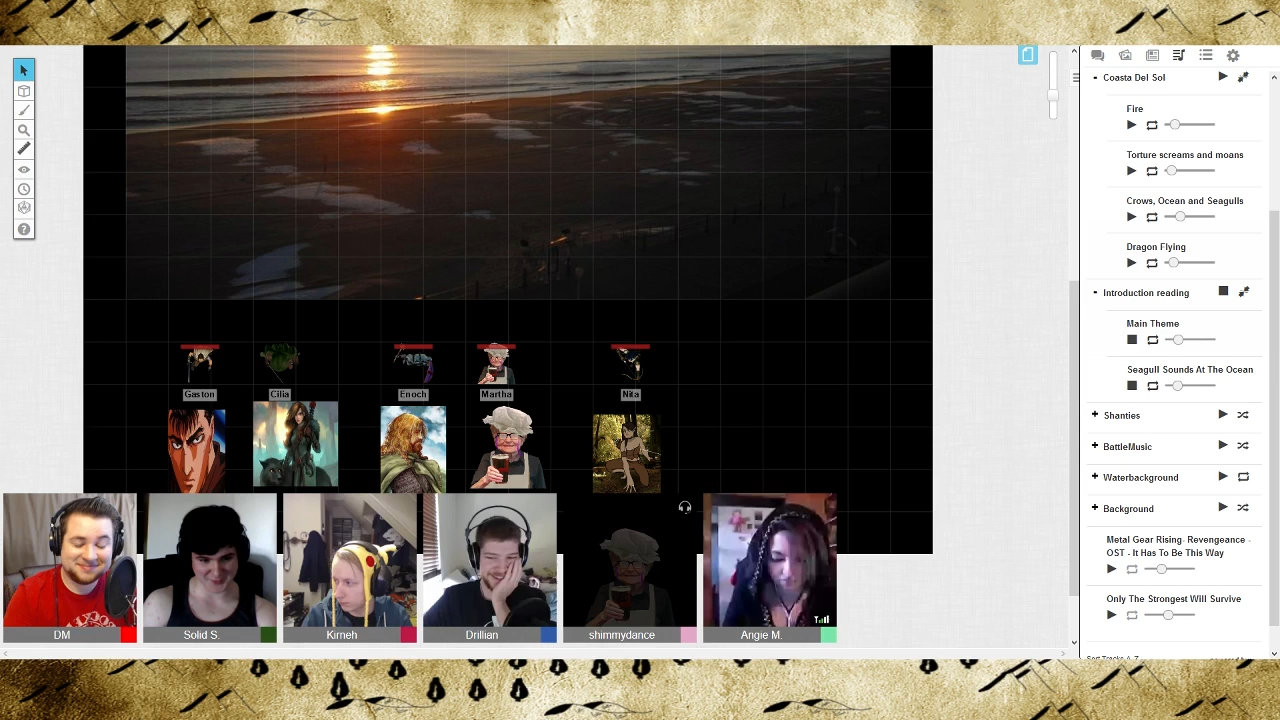 Coasta Del Sol
Fire
Torture screams and moans
Crows, Ocean and Seagulls
Dragon Flying
Introduction reading
Main Theme
Seagull Sounds At The Ocean
Shanties
BattleMusic
Waterbackground
Background
Metal Gear Rising- Revengeance -
OST - It Has To Be This Way
Only The Strongest Will Survive
Gaston
Cilia
Enoch
Martha
Nita
DM
Solid S.
Kirneh
Drillian
shimmydance
Angie M.